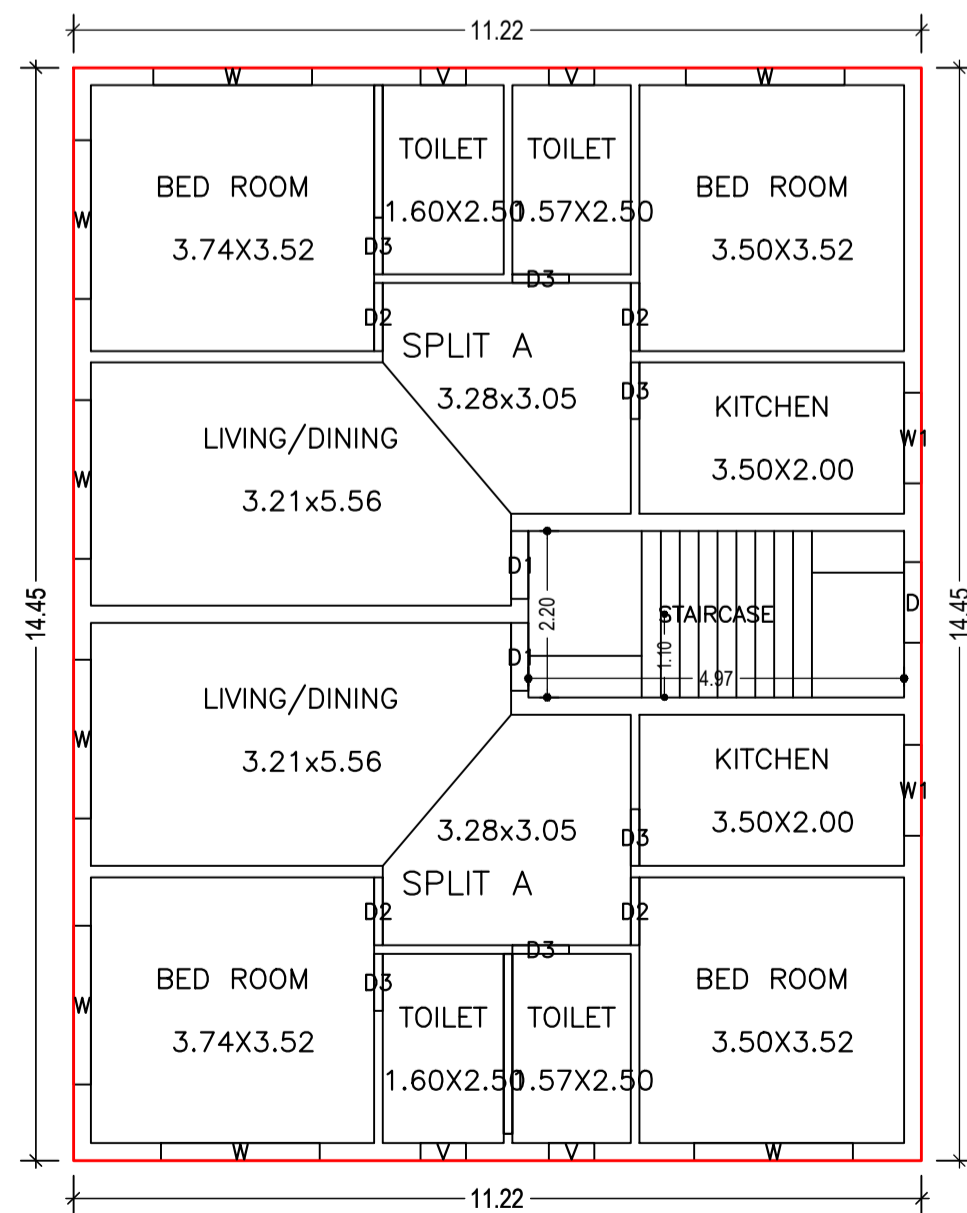 11.22
W
V
V
W
TOILET
TOILET
BED ROOM
BED ROOM
1.60X2.50
1.57X2.50
W
D3
3.74X3.52
3.50X3.52
D3
D2
D2
SPLIT A
3.28x3.05
D3
KITCHEN
LIVING/DINING
W1
3.50X2.00
W
3.21x5.56
D1
14.45
2.20
STAIRCASE
D
14.45
1.10
D1
4.97
LIVING/DINING
W
3.21x5.56
KITCHEN
W1
3.50X2.00
3.28x3.05
D3
SPLIT A
D2
D2
D3
BED ROOM
D3
BED ROOM
W
TOILET
TOILET
3.74X3.52
3.50X3.52
1.60X2.50
1.57X2.50
W
V
V
W
11.22